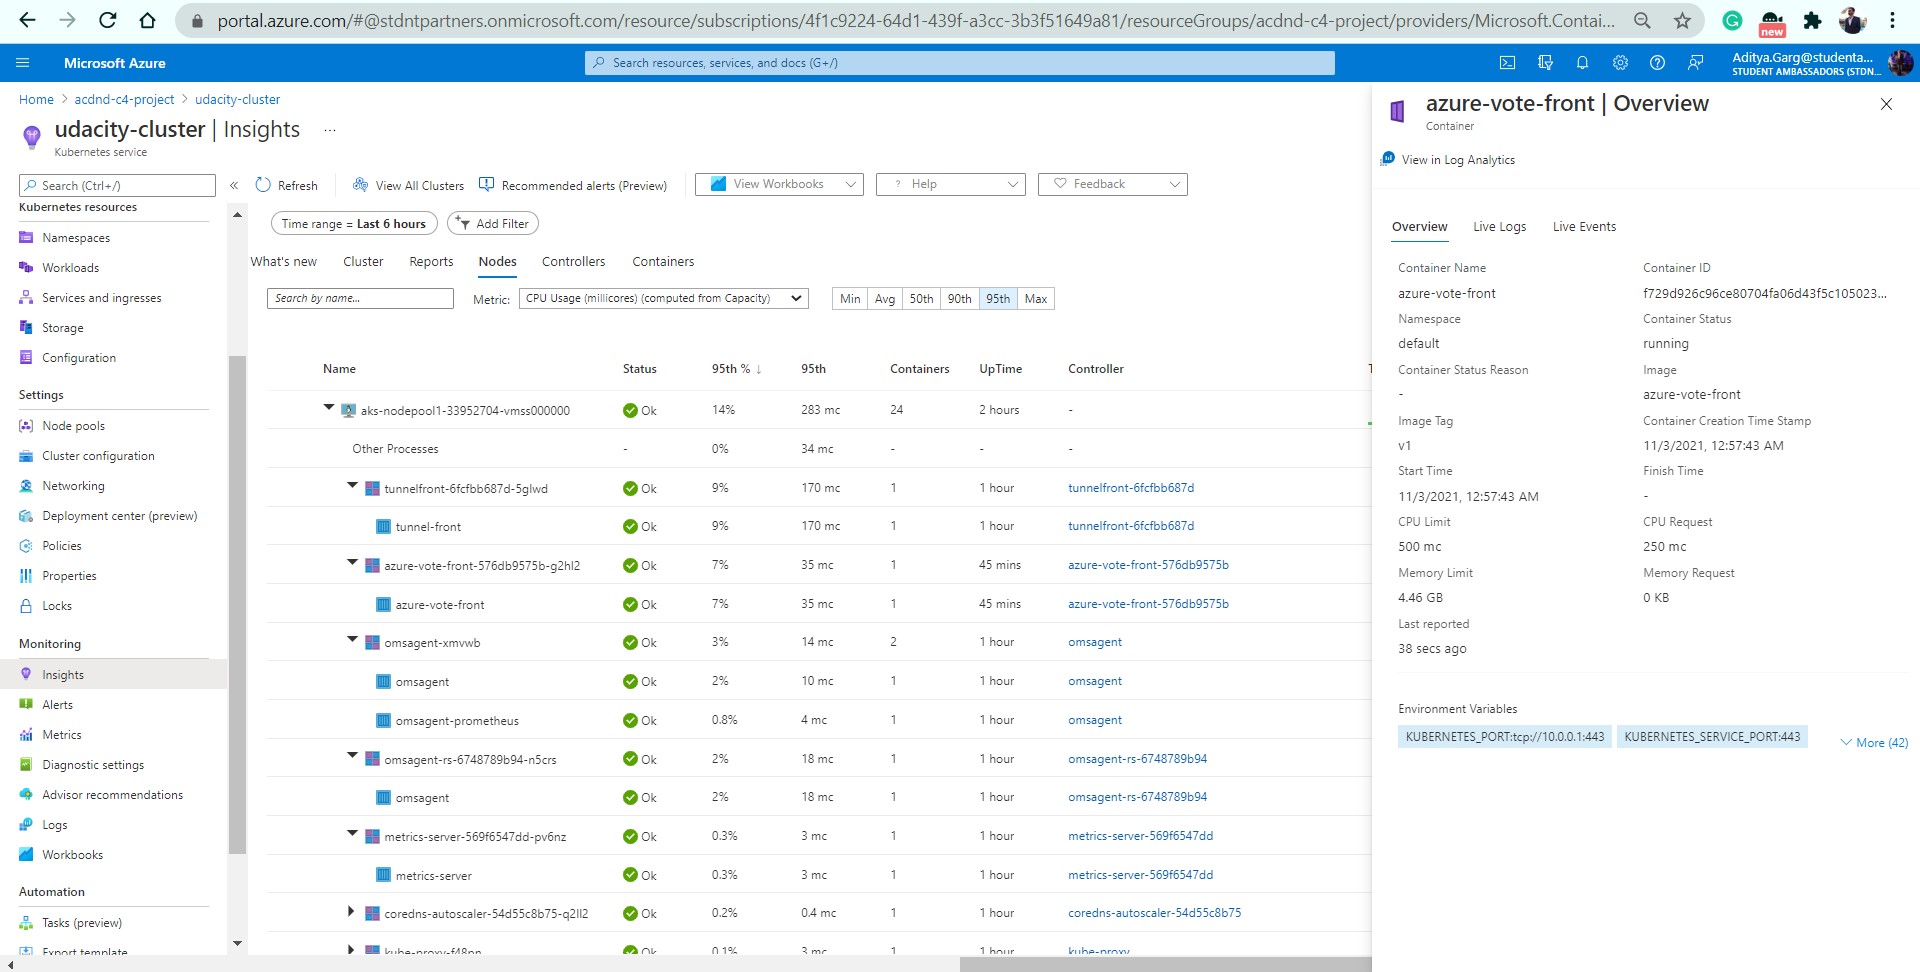 portal.azure.com/#@stdntpartners.onmicrosoft.com/resource/subscriptions/4f1c9224-64d1-439f-a3cc-3b3f51649a81/resourceGroups/acdnd-c4-project/providers/Microsoft.Contai...
new
Microsoft Azure
Search resources, services, and docs (G+/)
Aditya.Garg@studenta...
STUDENT AMBASSADORS (STDN...
Home > acdnd-c4-project > udacity-cluster
udacity-cluster | Insights ...
Kubernetes service
Search (Ctrl+/)
«
Kubernetes resources
Namespaces
Workloads
Services and ingresses
Storage
Configuration
Settings
Node pools
Cluster configuration
Networking
Deployment center (preview)
Policies
Properties
Locks
Monitoring
Insights
Alerts
Metrics
Diagnostic settings
Advisor recommendations
Logs
Workbooks
Automation
Tasks (preview)
Export template
Refresh View All Clusters Recommended alerts (Preview) View Workbooks ? Help Feedback
Time range = Last 6 hours Add Filter
What's new Cluster Reports Nodes Controllers Containers
Search by name... Metric: CPU Usage (millicores) (computed from Capacity) Min Avg 50th 90th 95th Max
Name Status 95th % ↓ 95th Containers UpTime Controller
aks-nodepool1-33952704-vmss000000 Ok 14% 283 mc 24 2 hours -
Other Processes - 0% 34 mc - - -
tunnelfront-6fcfbb687d-5glwd Ok 9% 170 mc 1 1 hour tunnelfront-6fcfbb687d
tunnel-front Ok 9% 170 mc 1 1 hour tunnelfront-6fcfbb687d
azure-vote-front-576db9575b-g2hl2 Ok 7% 35 mc 1 45 mins azure-vote-front-576db9575b
azure-vote-front Ok 7% 35 mc 1 45 mins azure-vote-front-576db9575b
omsagent-xmvwb Ok 3% 14 mc 2 1 hour omsagent
omsagent Ok 2% 10 mc 1 1 hour omsagent
omsagent-prometheus Ok 0.8% 4 mc 1 1 hour omsagent
omsagent-rs-6748789b94-n5crs Ok 2% 18 mc 1 1 hour omsagent-rs-6748789b94
omsagent Ok 2% 18 mc 1 1 hour omsagent-rs-6748789b94
metrics-server-569f6547dd-pv6nz Ok 0.3% 3 mc 1 1 hour metrics-server-569f6547dd
metrics-server Ok 0.3% 3 mc 1 1 hour metrics-server-569f6547dd
coredns-autoscaler-54d55c8b75-q2ll2 Ok 0.2% 0.4 mc 1 1 hour coredns-autoscaler-54d55c8b75
kube-proxy-f48pn Ok 0.1% 3 mc 1 1 hour kube-proxy
azure-vote-front | Overview
Container
View in Log Analytics
Overview Live Logs Live Events
Container Name Container ID
azure-vote-front f729d926c96ce80704fa06d43f5c105023...
Namespace Container Status
default running
Container Status Reason Image
- azure-vote-front
Image Tag Container Creation Time Stamp
v1 11/3/2021, 12:57:43 AM
Start Time Finish Time
11/3/2021, 12:57:43 AM -
CPU Limit CPU Request
500 mc 250 mc
Memory Limit Memory Request
4.46 GB 0 KB
Last reported
38 secs ago
Environment Variables
KUBERNETES_PORT:tcp://10.0.0.1:443 KUBERNETES_SERVICE_PORT:443 More (42)